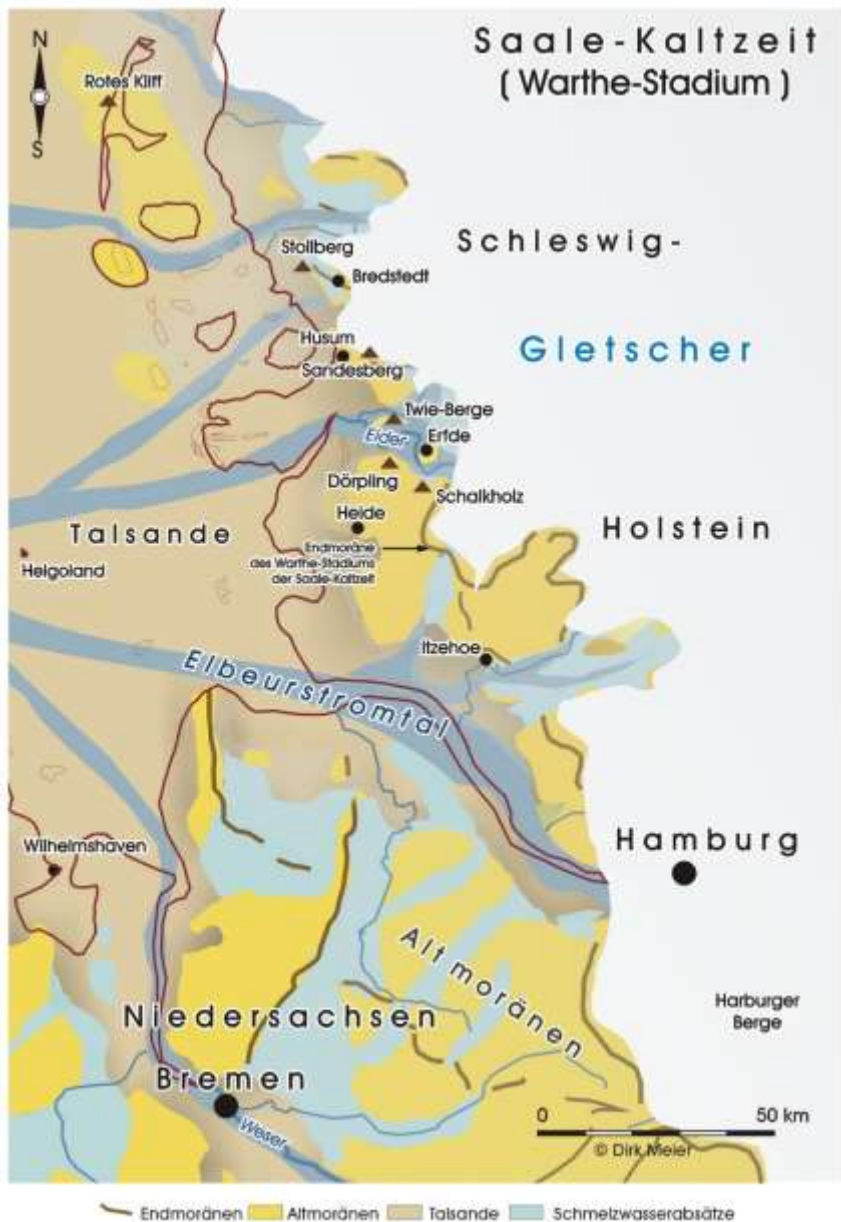 Saale-Kaltzeit
( Warthe-Stadium )
N
S
Rotes Kliff
Schleswig-
Stollberg
Bredstedt
Husum
Sandesberg
Gletscher
Twie-Berge
Eider
Erfde
Dörpling
Schalkholz
Heide
Talsande
Holstein
Endmoräne
des Warthe-Stadiums
der Saale-Kaltzeit
Helgoland
Itzehoe
Elbeurstromtal
Wilhelmshaven
Hamburg
Altmoränen
Niedersachsen
Harburger
Berge
Bremen
Weser
0 50 km
© Dirk Meier
Endmoränen Altmoränen Talsande Schmelzwasserabsätze